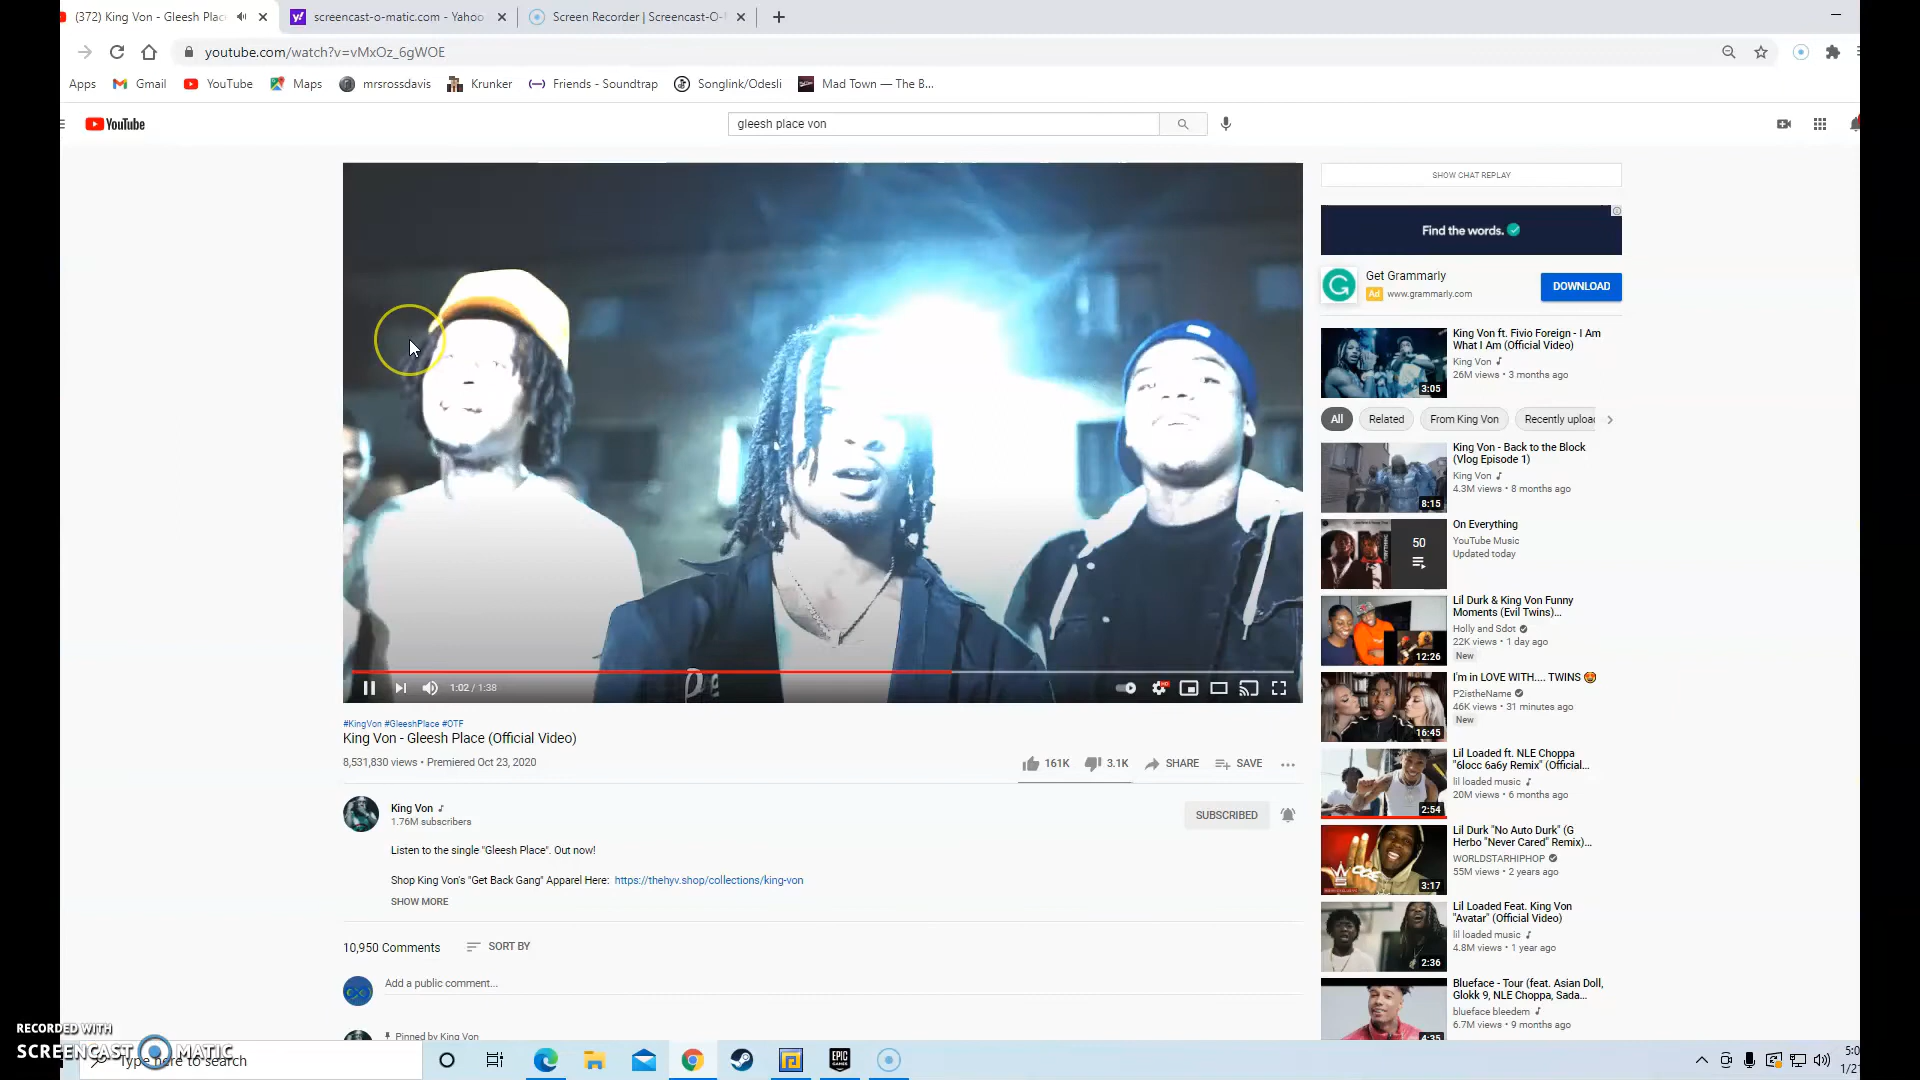 (372) King Von - Gleesh Plac
screencast-o-matic.com - Yahoo
Screen Recorder | Screencast-O-
youtube.com/watch?v=vMxOz_6gWOE
Apps
Gmail
YouTube
Maps
mrsrossdavis
Krunker
Friends - Soundtrap
Songlink/Odesli
Mad Town — The B...
YouTube
gleesh place von
SHOW CHAT REPLAY
Find the words.
Get Grammarly
Ad www.grammarly.com
DOWNLOAD
King Von ft. Fivio Foreign - I Am
What I Am (Official Video)
King Von
26M views • 3 months ago
3:05
All
Related
From King Von
Recently uploa
King Von - Back to the Block
(Vlog Episode 1)
King Von
4.3M views • 8 months ago
8:15
On Everything
YouTube Music
Updated today
50
Lil Durk & King Von Funny
Moments (Evil Twins)...
Holly and Sdot
22K views • 1 day ago
New
12:26
I'm in LOVE WITH.... TWINS 😍
P2istheName
46K views • 31 minutes ago
New
16:45
Lil Loaded ft. NLE Choppa
"6locc 6a6y Remix" (Official...
lil loaded music
20M views • 6 months ago
2:54
Lil Durk "No Auto Durk" (G
Herbo "Never Cared" Remix)...
WORLDSTARHIPHOP
55M views • 2 years ago
3:17
Lil Loaded Feat. King Von
"Avatar" (Official Video)
lil loaded music
4.8M views • 1 year ago
2:36
Blueface - Tour (feat. Asian Doll,
Glokk 9, NLE Choppa, Sada...
blueface bleedem
6.7M views • 9 months ago
4:35
1:02 / 1:38
#KingVon #GleeshPlace #OTF
King Von - Gleesh Place (Official Video)
8,531,830 views • Premiered Oct 23, 2020
161K
3.1K
SHARE
SAVE
King Von
1.76M subscribers
SUBSCRIBED
Listen to the single "Gleesh Place". Out now!
Shop King Von's "Get Back Gang" Apparel Here: https://thehyv.shop/collections/king-von
SHOW MORE
10,950 Comments
SORT BY
Add a public comment...
Pinned by King Von
RECORDED WITH
SCREENCAST MATIC
Type here to search
EPIC
GAMES
5:0
1/2